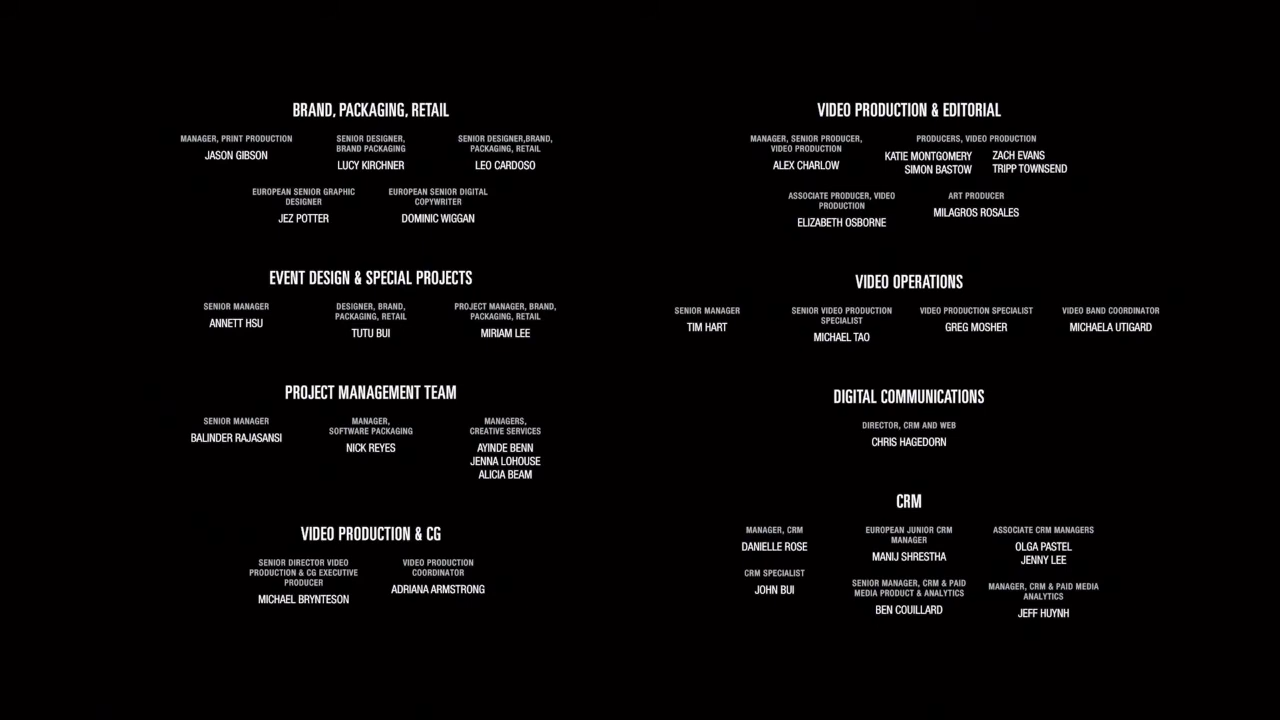 BRAND, PACKAGING, RETAIL
MANAGER, PRINT PRODUCTION
JASON GIBSON
SENIOR DESIGNER,
BRAND PACKAGING
LUCY KIRCHNER
SENIOR DESIGNER,BRAND,
PACKAGING, RETAIL
LEO CARDOSO
EUROPEAN SENIOR GRAPHIC
DESIGNER
JEZ POTTER
EUROPEAN SENIOR DIGITAL
COPYWRITER
DOMINIC WIGGAN
EVENT DESIGN & SPECIAL PROJECTS
SENIOR MANAGER
ANNETT HSU
DESIGNER, BRAND,
PACKAGING, RETAIL
TUTU BUI
PROJECT MANAGER, BRAND,
PACKAGING, RETAIL
MIRIAM LEE
PROJECT MANAGEMENT TEAM
SENIOR MANAGER
BALINDER RAJASANSI
MANAGER,
SOFTWARE PACKAGING
NICK REYES
MANAGERS,
CREATIVE SERVICES
AYINDE BENN
JENNA LOHOUSE
ALICIA BEAM
VIDEO PRODUCTION & CG
SENIOR DIRECTOR VIDEO
PRODUCTION & CG EXECUTIVE
PRODUCER
MICHAEL BRYNTESON
VIDEO PRODUCTION
COORDINATOR
ADRIANA ARMSTRONG
VIDEO PRODUCTION & EDITORIAL
MANAGER, SENIOR PRODUCER,
VIDEO PRODUCTION
ALEX CHARLOW
PRODUCERS, VIDEO PRODUCTION
KATIE MONTGOMERY
SIMON BASTOW
ZACH EVANS
TRIPP TOWNSEND
ASSOCIATE PRODUCER, VIDEO
PRODUCTION
ELIZABETH OSBORNE
ART PRODUCER
MILAGROS ROSALES
VIDEO OPERATIONS
SENIOR MANAGER
TIM HART
SENIOR VIDEO PRODUCTION
SPECIALIST
MICHAEL TAO
VIDEO PRODUCTION SPECIALIST
GREG MOSHER
VIDEO BAND COORDINATOR
MICHAELA UTIGARD
DIGITAL COMMUNICATIONS
DIRECTOR, CRM AND WEB
CHRIS HAGEDORN
CRM
MANAGER, CRM
DANIELLE ROSE
EUROPEAN JUNIOR CRM
MANAGER
MANIJ SHRESTHA
ASSOCIATE CRM MANAGERS
OLGA PASTEL
JENNY LEE
CRM SPECIALIST
JOHN BUI
SENIOR MANAGER, CRM & PAID
MEDIA PRODUCT & ANALYTICS
BEN COUILLARD
MANAGER, CRM & PAID MEDIA
ANALYTICS
JEFF HUYNH